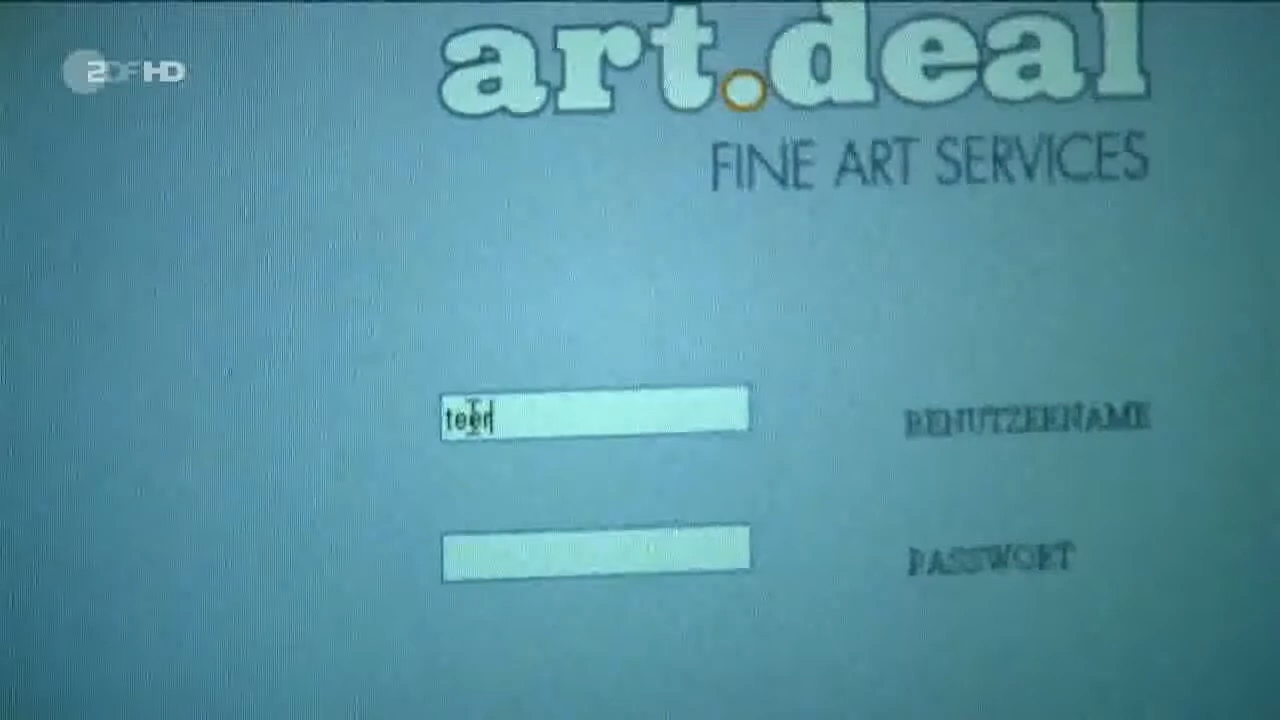 art.deal
ZDF HD
FINE ART SERVICES
BENUTZERNAME
PASSWORT